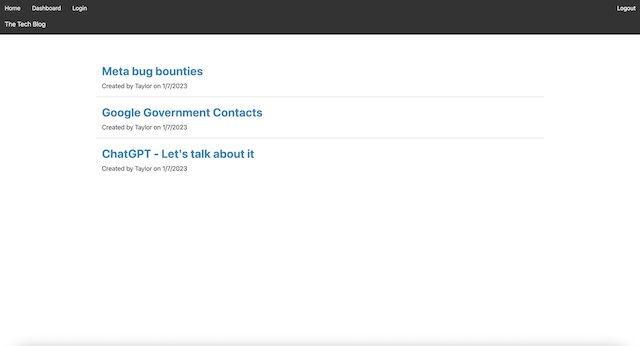 Home Dashboard Login Logout
The Tech Blog
Meta bug bounties
Created by Taylor on 1/7/2023
Google Government Contacts
Created by Taylor on 1/7/2023
ChatGPT - Let's talk about it
Created by Taylor on 1/7/2023